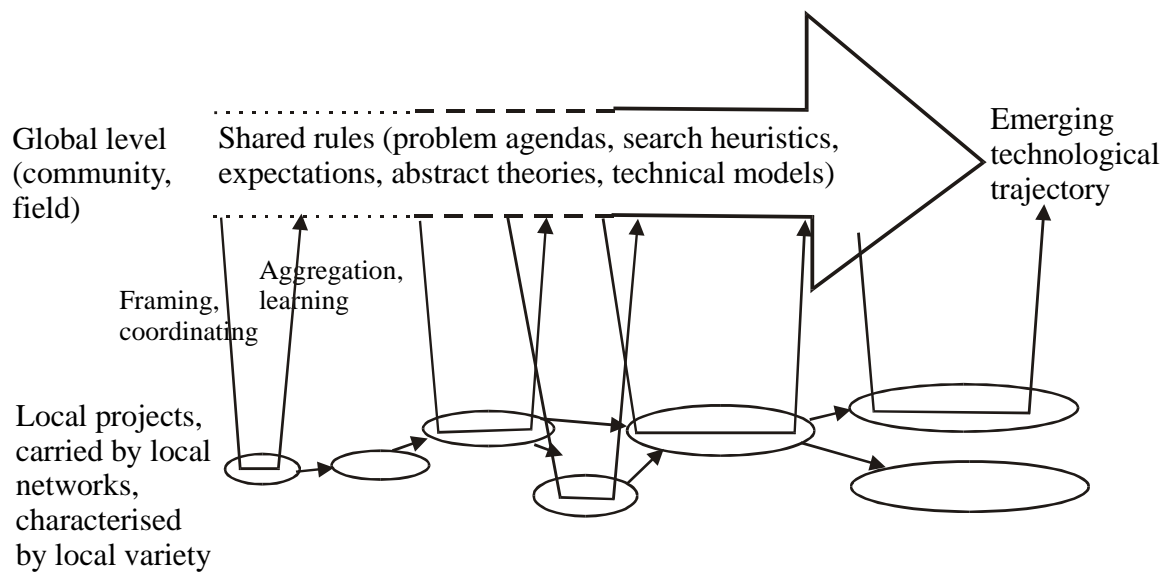 Global level
(community,
field)
Shared rules (problem agendas, search heuristics,
expectations, abstract theories, technical models)
Emerging
technological
trajectory
Framing,
coordinating
Aggregation,
learning
Local projects,
carried by local
networks,
characterised
by local variety